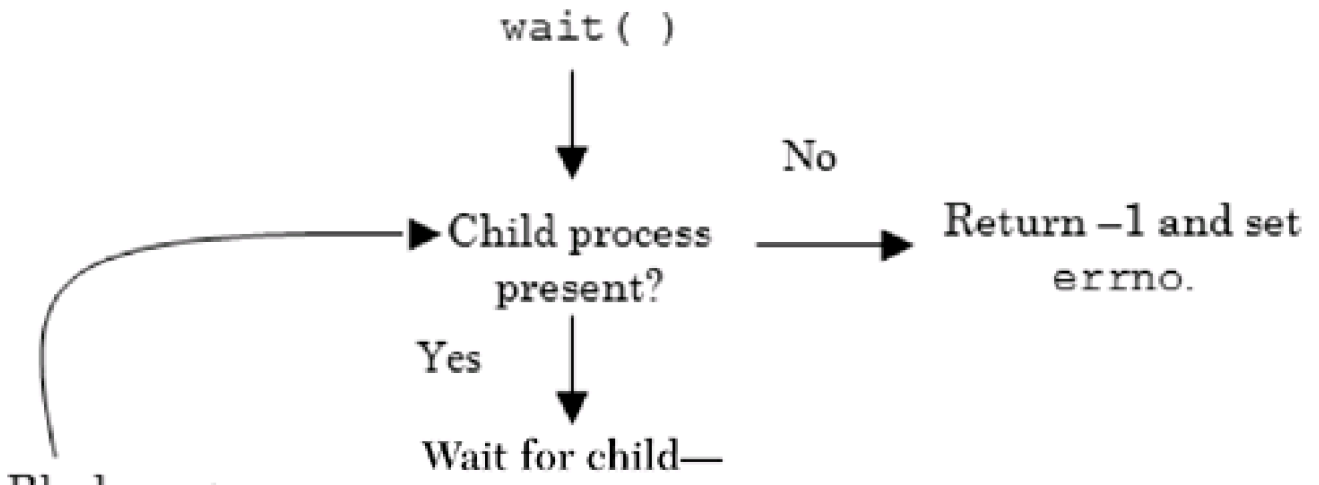 wait( )
No
Child process
present?
Return –1 and set
errno.
Yes
Wait for child—